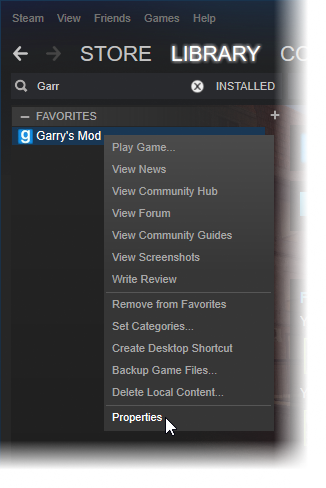 Steam View Friends Games Help
STORE LIBRARY CO
Garr INSTALLED
— FAVORITES +
g Garry's Mod
Play Game...
View News
View Community Hub
View Forum
View Community Guides
View Screenshots
Write Review
Remove from Favorites
Set Categories...
Create Desktop Shortcut
Backup Game Files...
Delete Local Content...
Properties